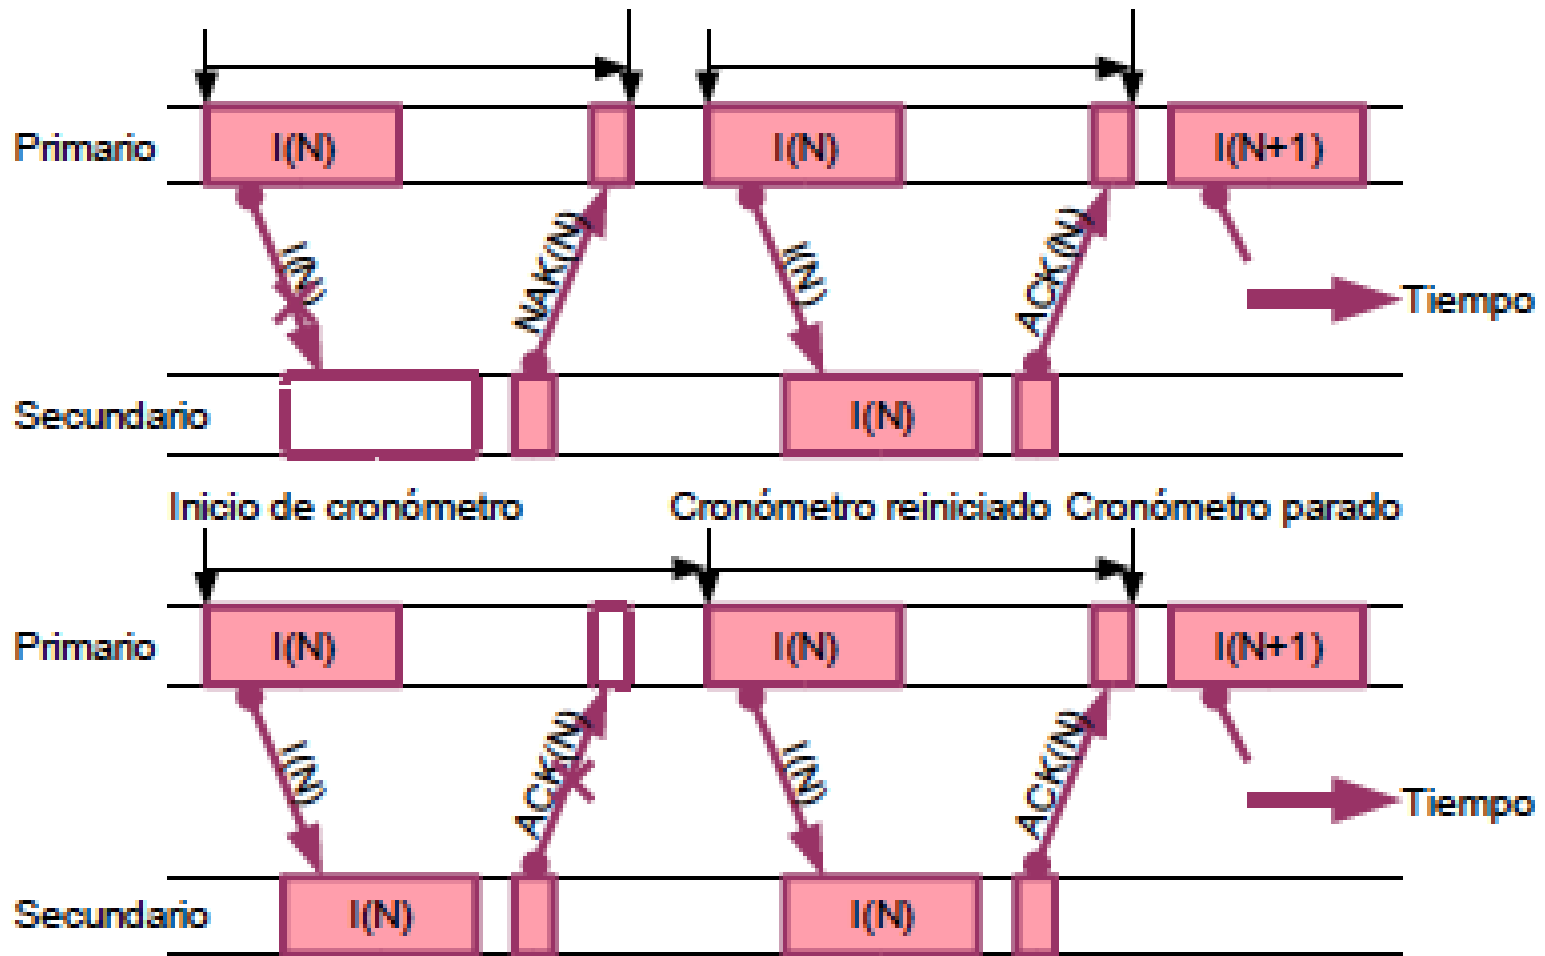 Primario I(N) I(N) I(N+1)
I(N) NAK(N) I(N) ACK(N)
Tiempo
Secundario I(N)
Inicio de cronómetro Cronómetro reiniciado Cronómetro parado
Primario I(N) I(N) I(N+1)
I(N) ACK(N) I(N) ACK(N)
Tiempo
Secundario I(N) I(N)